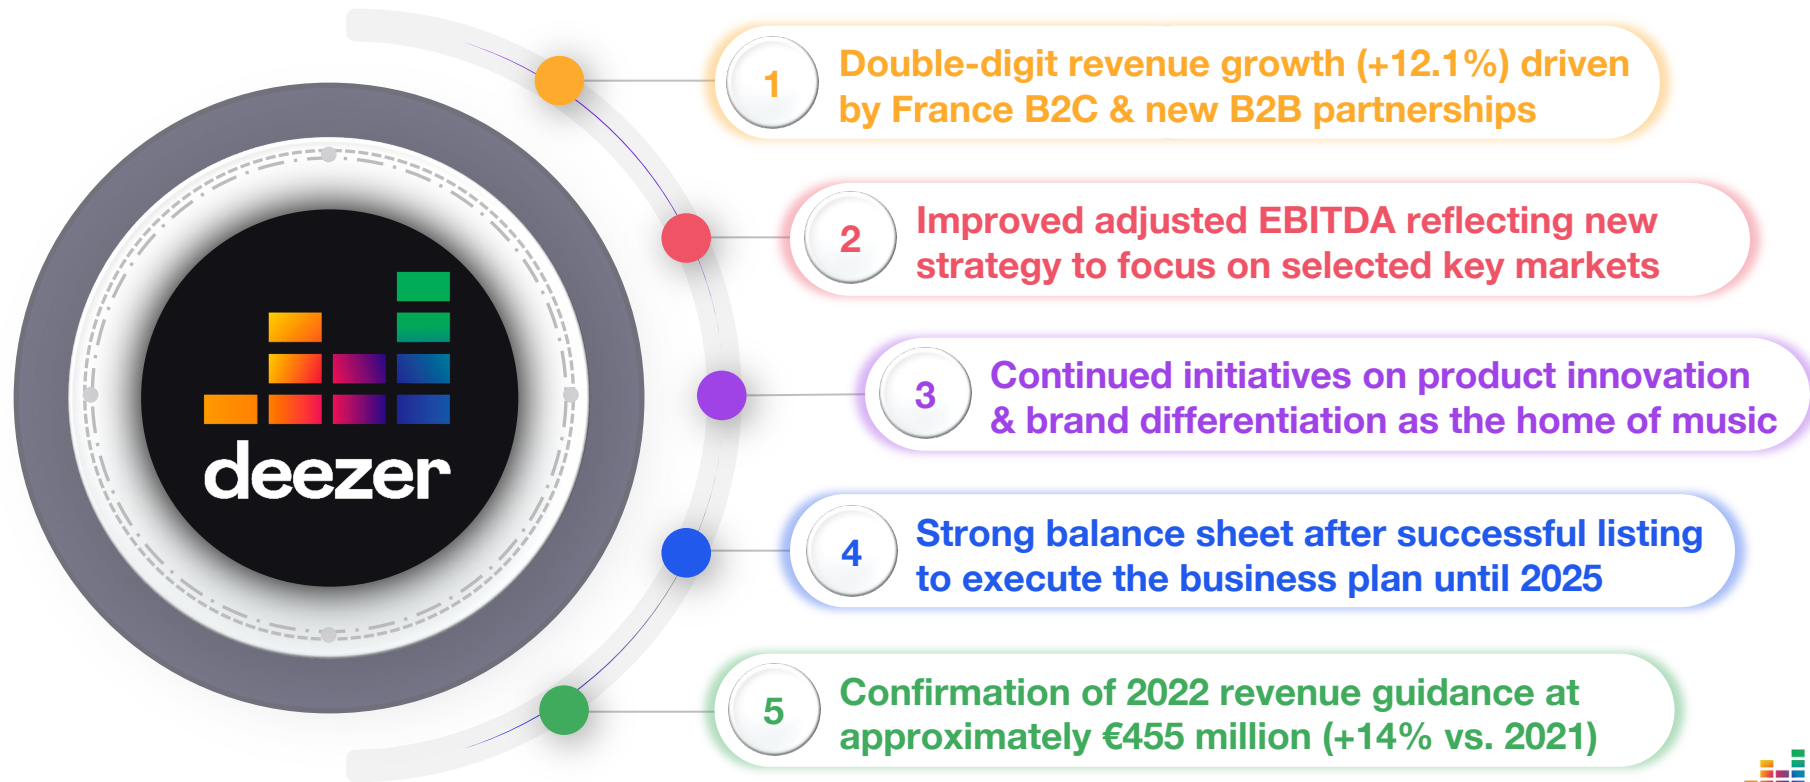 deezer
1
Double-digit revenue growth (+12.1%) driven
by France B2C & new B2B partnerships
2
Improved adjusted EBITDA reflecting new
strategy to focus on selected key markets
3
Continued initiatives on product innovation
& brand differentiation as the home of music
4
Strong balance sheet after successful listing
to execute the business plan until 2025
5
Confirmation of 2022 revenue guidance at
approximately €455 million (+14% vs. 2021)